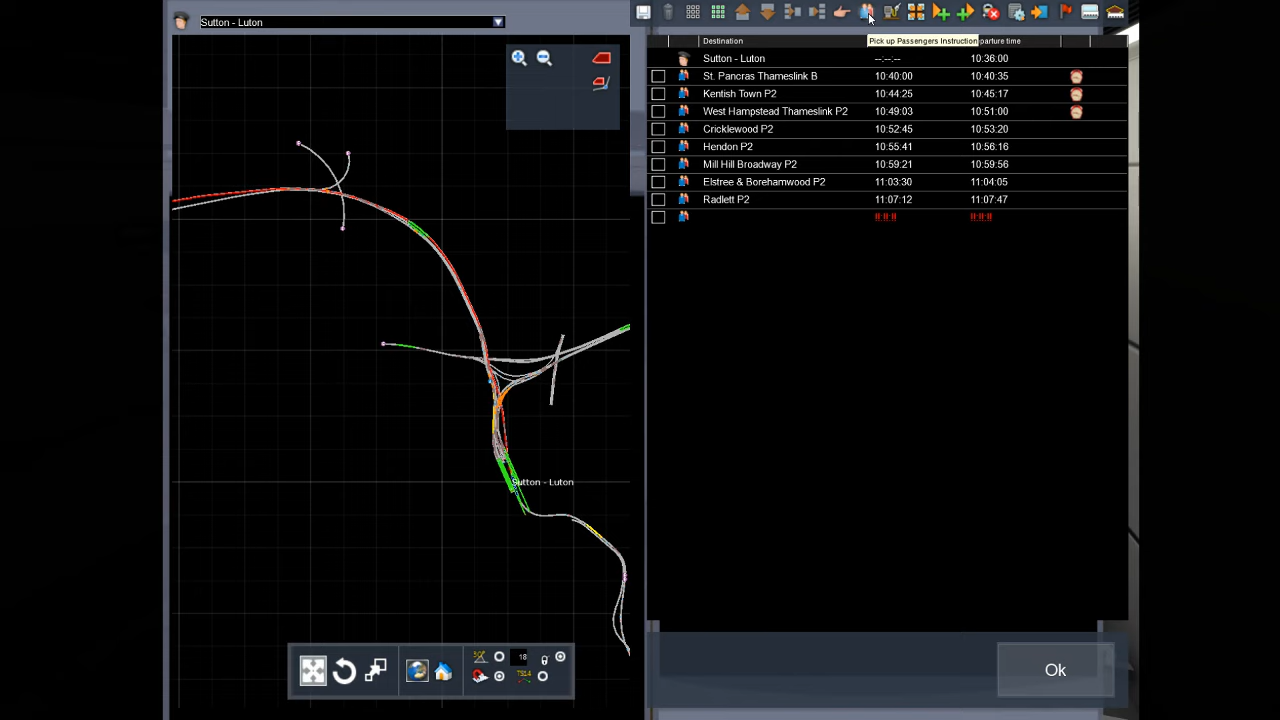 Sutton - Luton
Destination
Pick up Passengers Instruction
parture time
Sutton - Luton --:--:-- 10:36:00
St. Pancras Thameslink B 10:40:00 10:40:35
Kentish Town P2 10:44:25 10:45:17
West Hampstead Thameslink P2 10:49:03 10:51:00
Cricklewood P2 10:52:45 10:53:20
Hendon P2 10:55:41 10:56:16
Mill Hill Broadway P2 10:59:21 10:59:56
Elstree & Borehamwood P2 11:03:30 11:04:05
Radlett P2 11:07:12 11:07:47
!!:!!:!! !!:!!:!!
Sutton - Luton
18
Ok